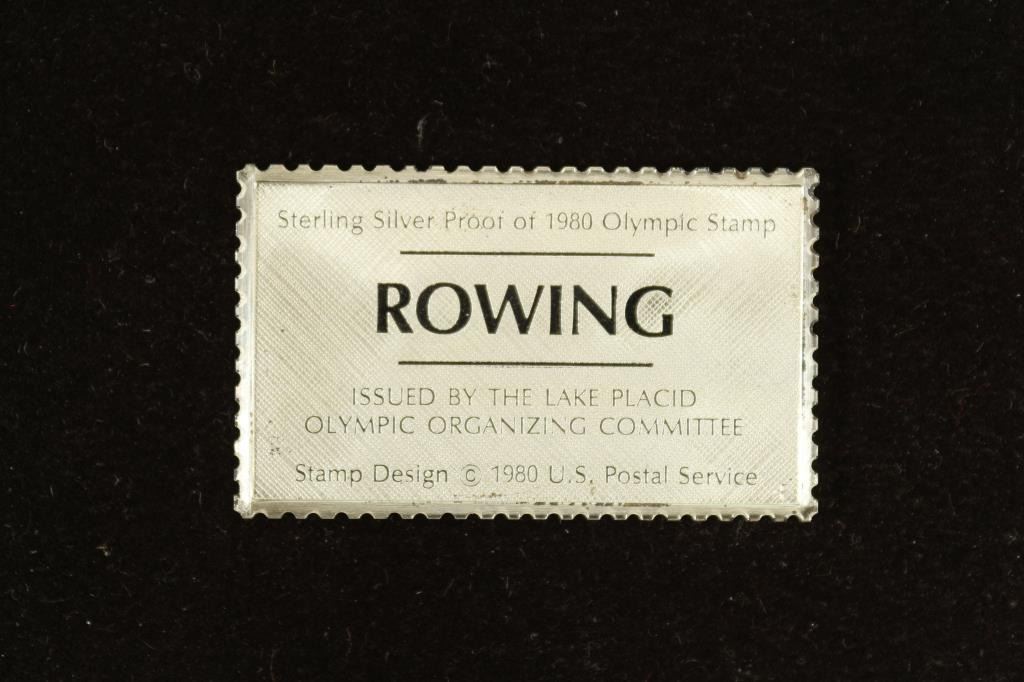 Sterling Silver Proof of 1980 Olympic Stamp
ROWING
ISSUED BY THE LAKE PLACID
OLYMPIC ORGANIZING COMMITTEE
Stamp Design © 1980 U.S. Postal Service